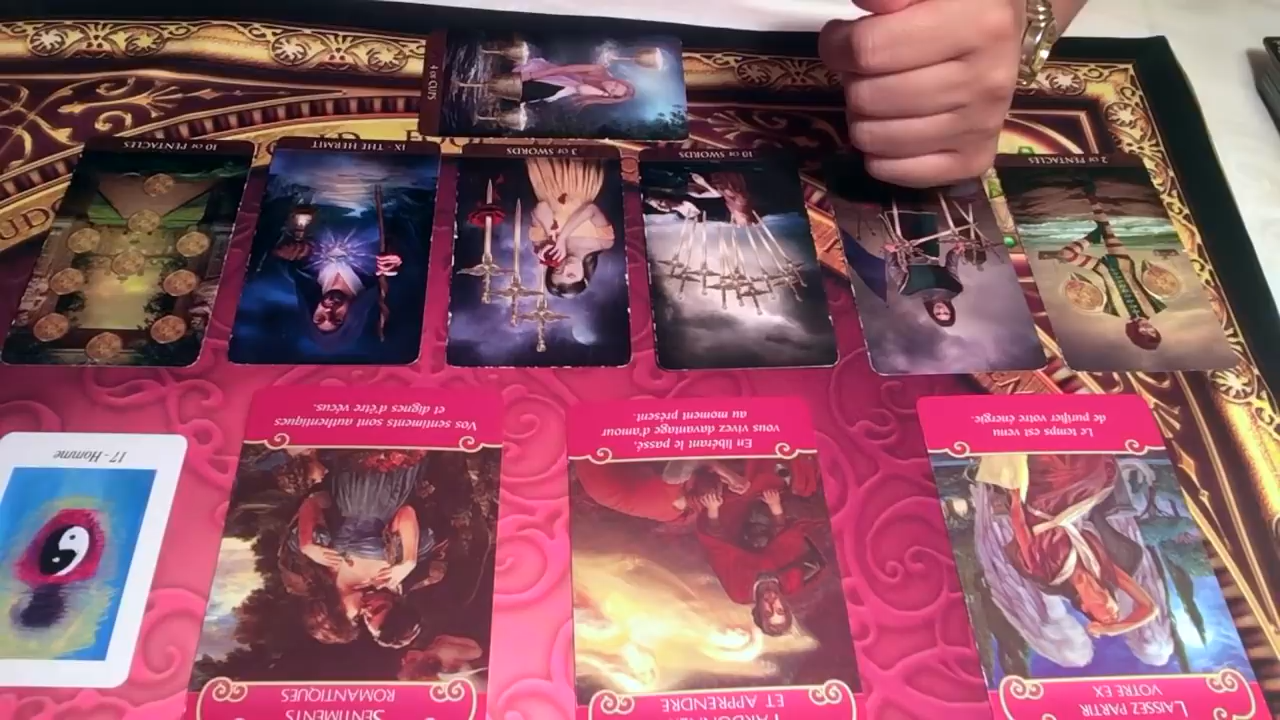 4 OF CUPS
10 OF PENTACLES
IX - THE HERMIT
3 OF SWORDS
10 OF SWORDS
2 OF PENTACLES
17 - Homme
Vos sentiments sont authentiques
et dignes d'être vécus.
SENTIMENTS
ROMANTIQUES
En libérant le passé,
vous vivez davantage d'amour
au moment présent.
ET APPRENDRE
Le temps est venu
de purifier votre énergie.
LAISSEZ PARTIR
VOTRE EX